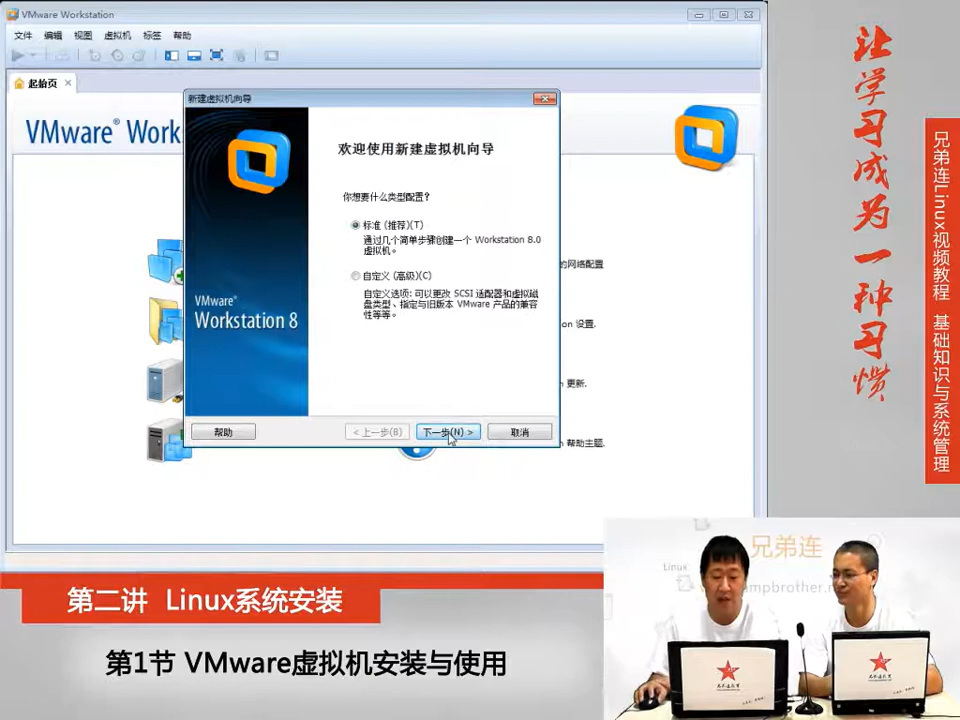 VMware Workstation
文件 编辑 视图 虚拟机 标签 帮助
起始页
VMware® Work
新建虚拟机向导
欢迎使用新建虚拟机向导
你想要什么类型配置？
标准 (推荐)(T)
通过几个简单步骤创建一个 Workstation 8.0
虚拟机。
自定义 (高级)(C)
自定义选项: 可以更改 SCSI 适配器和虚拟磁
盘类型、指定与旧版本 VMware 产品的兼容
性等等。
VMware®
Workstation 8
帮助
< 上一步(B)
下一步(N) >
取消
的网络配置
on 设置.
更新.
帮助主题.
让学习成为一种习惯
兄弟连Linux视频教程 基础知识与系统管理
第二讲 Linux系统安装
第1节 VMware虚拟机安装与使用
兄弟连
Linux